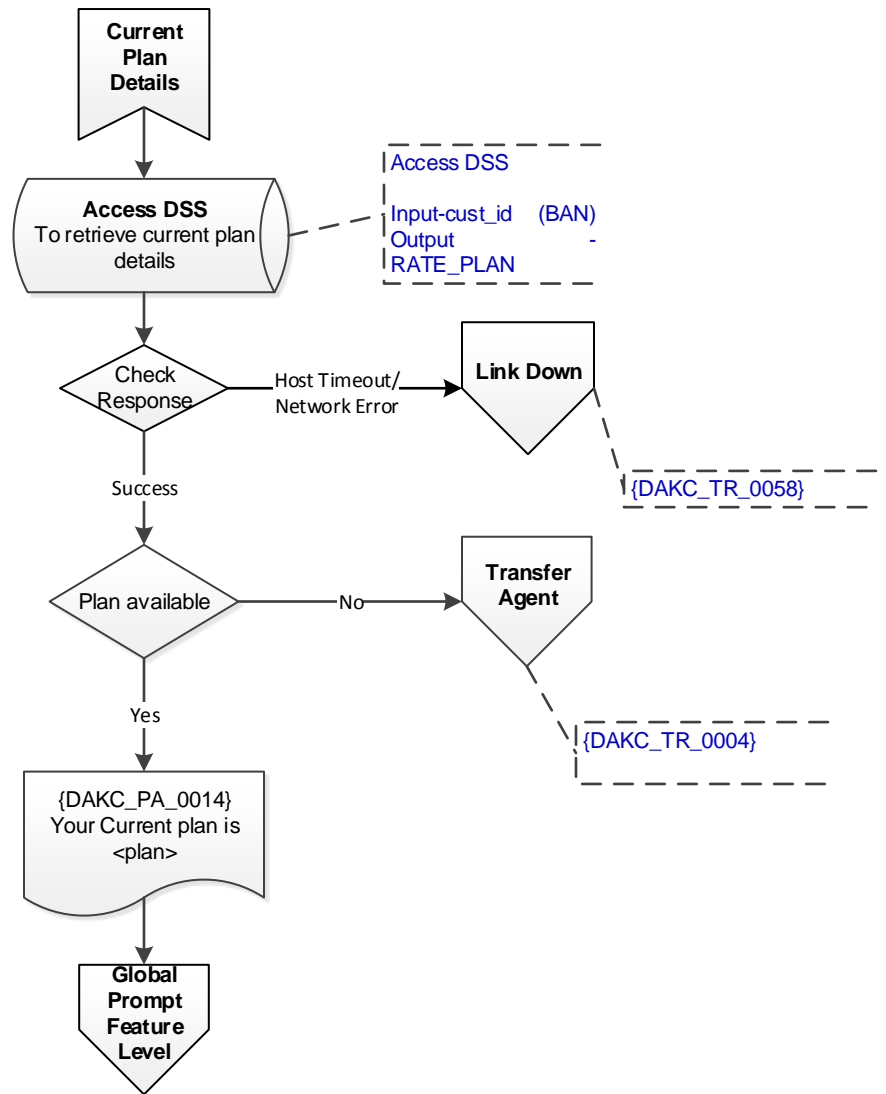 Current
Plan
Details
Access DSS
To retrieve current plan
details
Access DSS
Input-cust_id (BAN)
Output -
RATE_PLAN
Check
Response
Host Timeout/
Network Error
Link Down
{DAKC_TR_0058}
Success
Plan available
No
Transfer
Agent
{DAKC_TR_0004}
Yes
{DAKC_PA_0014}
Your Current plan is
<plan>
Global
Prompt
Feature
Level